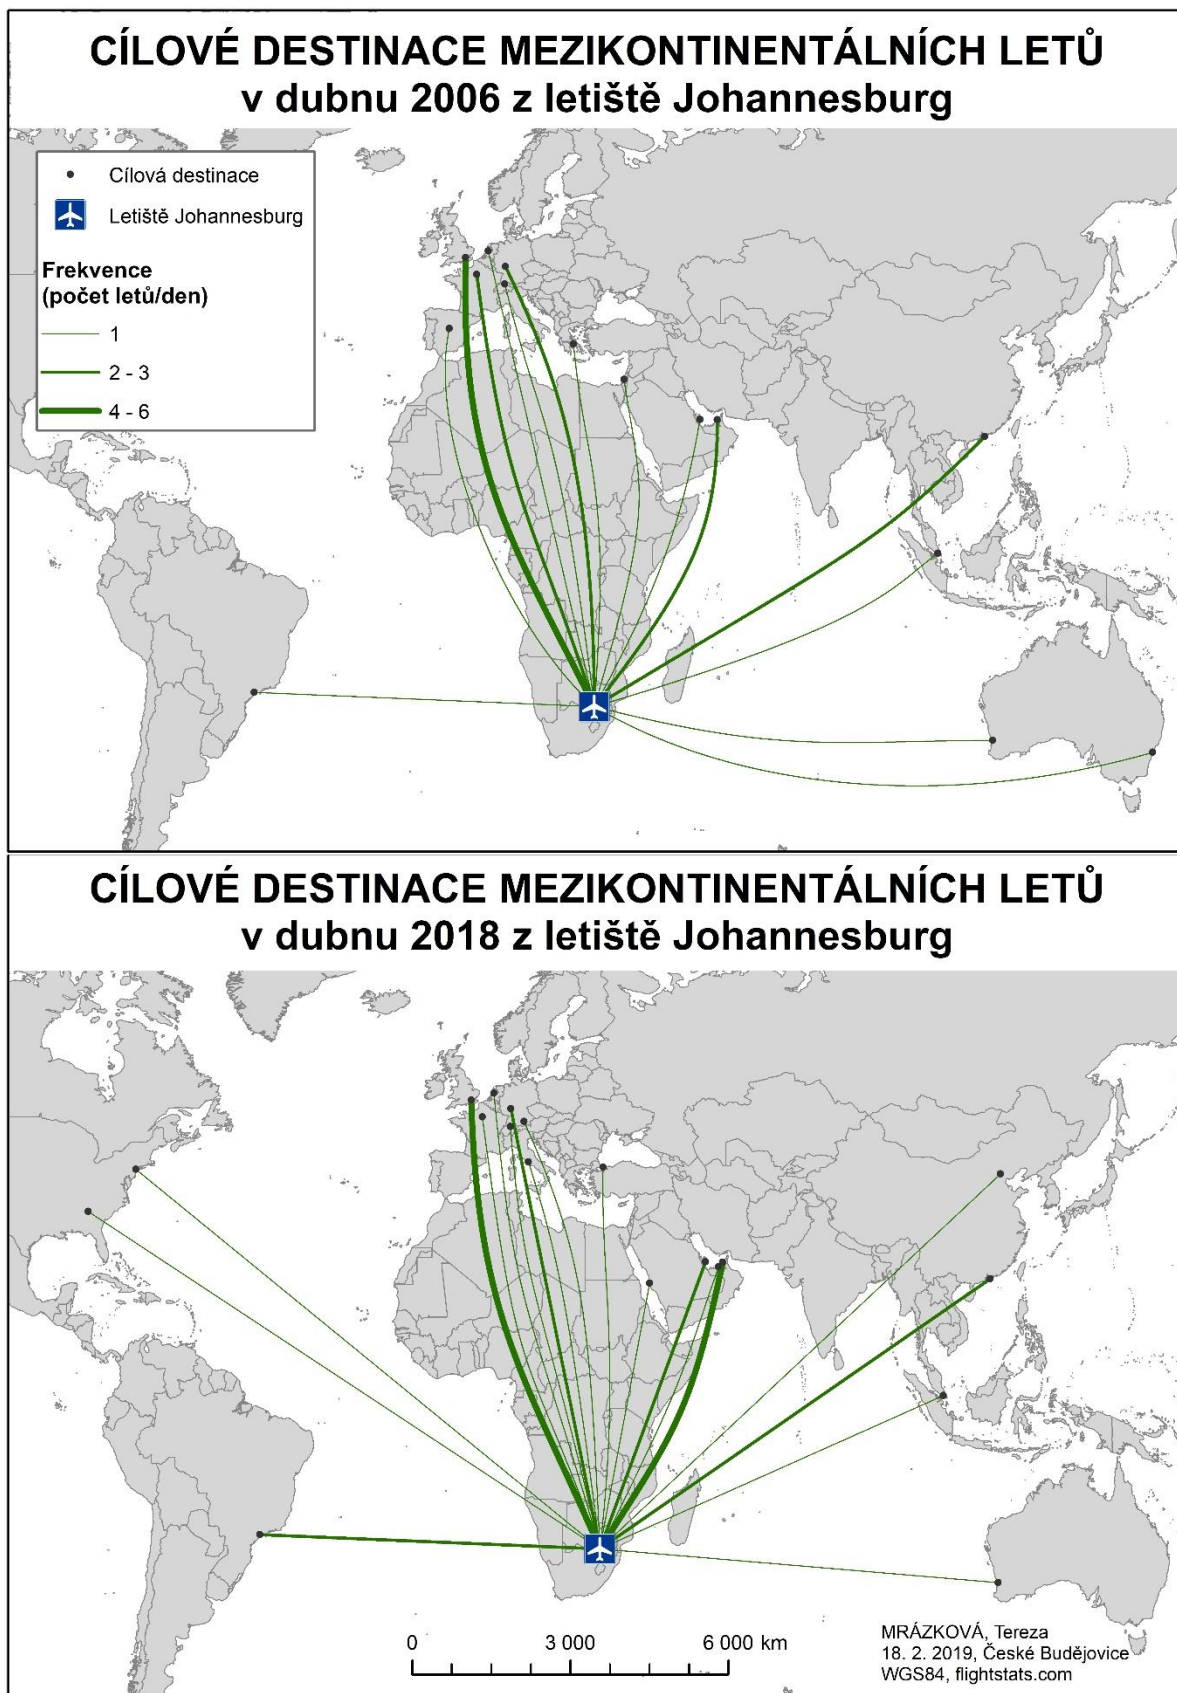 CÍLOVÉ DESTINACE MEZIKONTINENTÁLNÍCH LETŮ
v dubnu 2006 z letiště Johannesburg
Cílová destinace
Letiště Johannesburg
Frekvence
(počet letů/den)
1
2 - 3
4 - 6
CÍLOVÉ DESTINACE MEZIKONTINENTÁLNÍCH LETŮ
v dubnu 2018 z letiště Johannesburg
0 3 000 6 000 km
MRÁZKOVÁ, Tereza
18. 2. 2019, České Budějovice
WGS84, flightstats.com